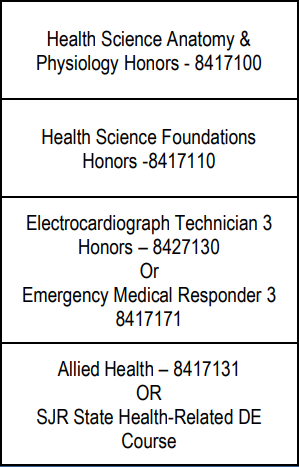 Health Science Anatomy &
Physiology Honors - 8417100
Health Science Foundations
Honors -8417110
Electrocardiograph Technician 3
Honors – 8427130
Or
Emergency Medical Responder 3
8417171
Allied Health – 8417131
OR
SJR State Health-Related DE
Course